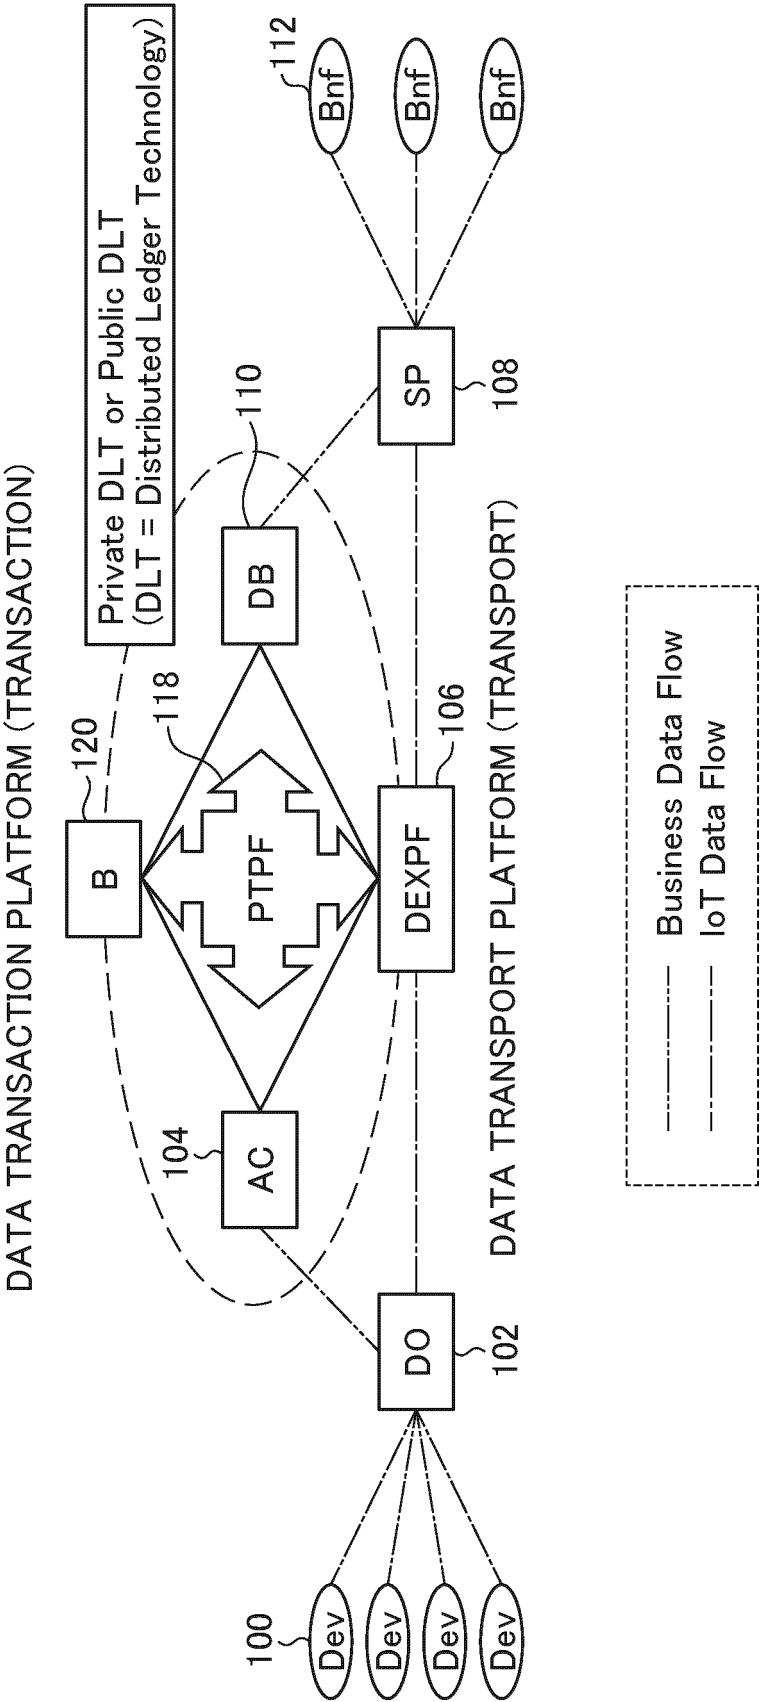 DATA TRANSACTION PLATFORM (TRANSACTION)
Private DLT or Public DLT
(DLT = Distributed Ledger Technology)
120
B
118
PTPF
104
AC
110
DB
100
Dev
Dev
Dev
Dev
DO
102
DEXPF
106
SP
108
112
Bnf
Bnf
Bnf
DATA TRANSPORT PLATFORM (TRANSPORT)
Business Data Flow
IoT Data Flow